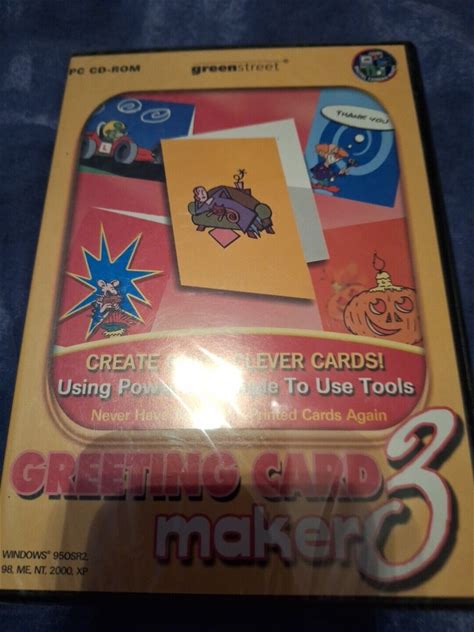 PC CD-ROM
greenstreet®
THANK YOU
L
CREATE CLEVER CARDS!
Using To Use Tools
Never Have Printed Cards Again
GREETING CARD
maker 3
WINDOWS® 95OSR2,
98, ME, NT, 2000, XP